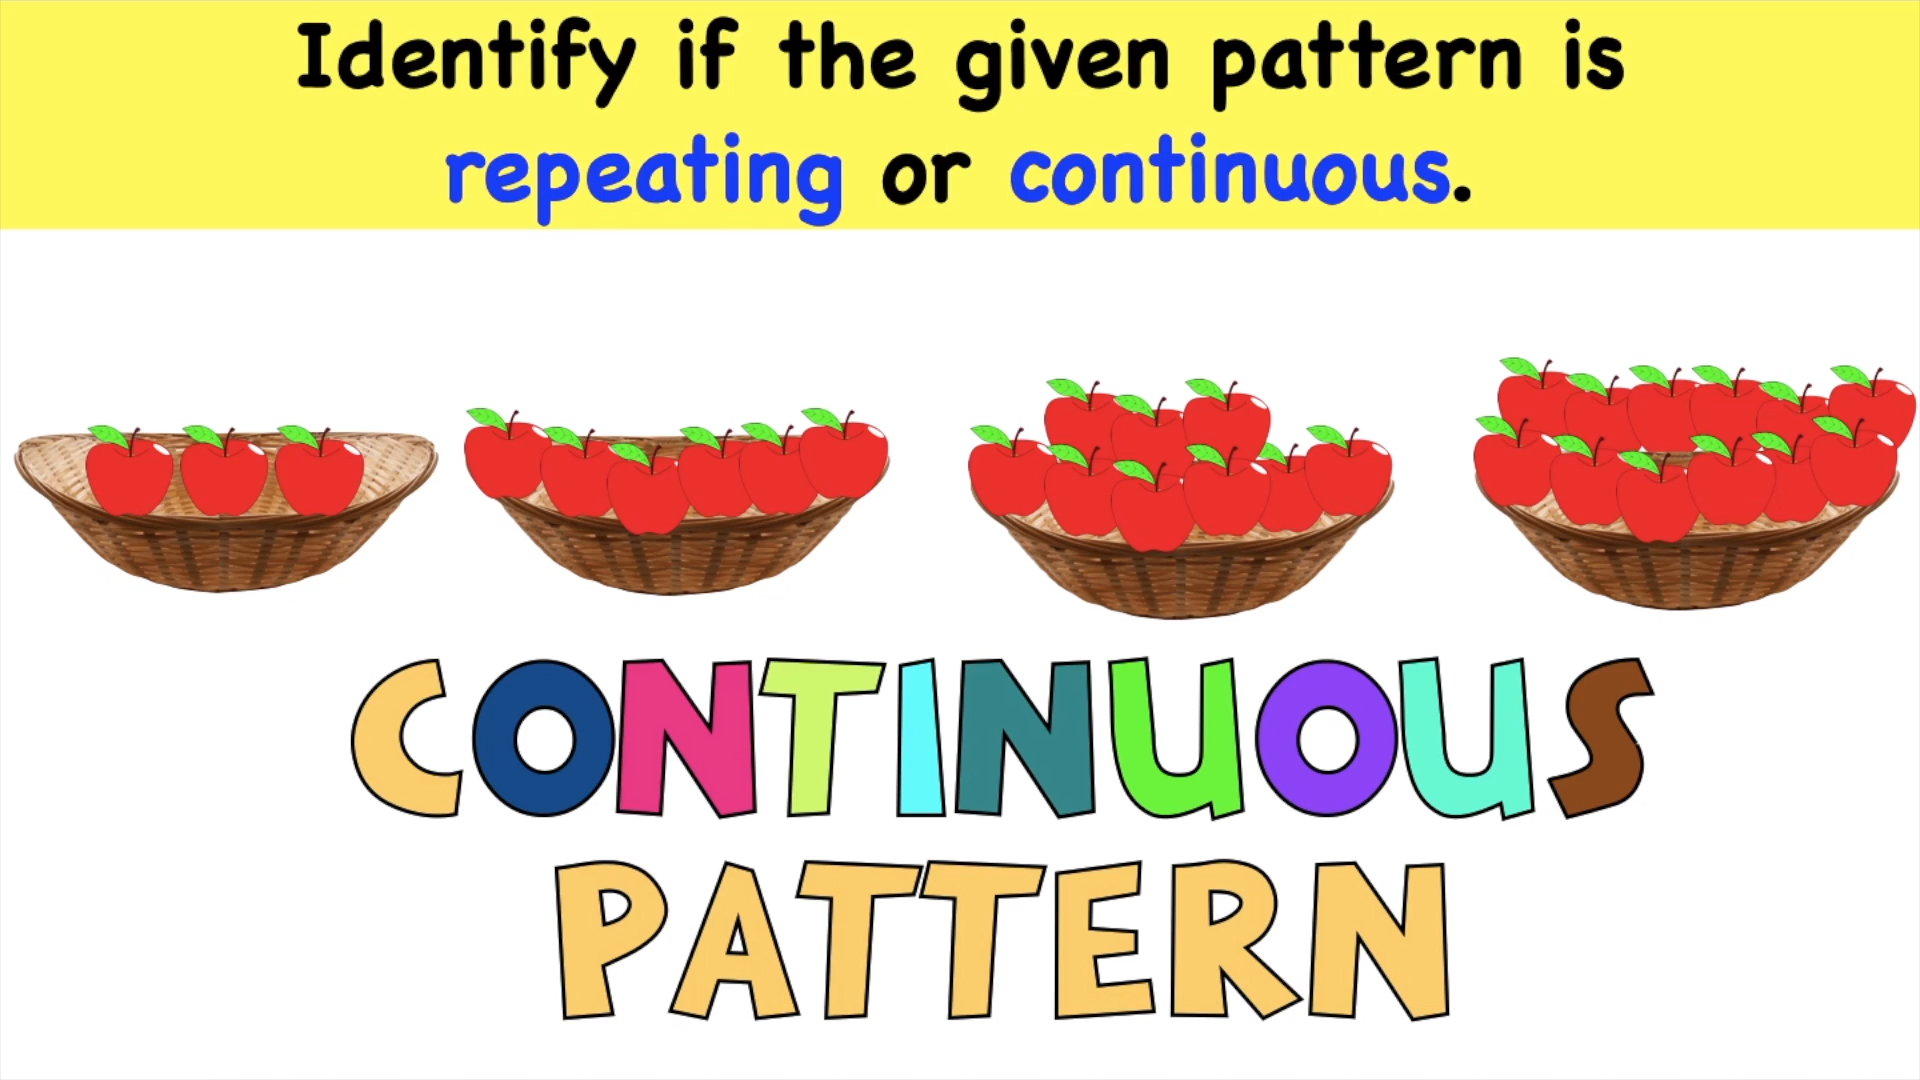 Identify if the given pattern is
repeating or continuous.
CONTINUOUS
PATTERN